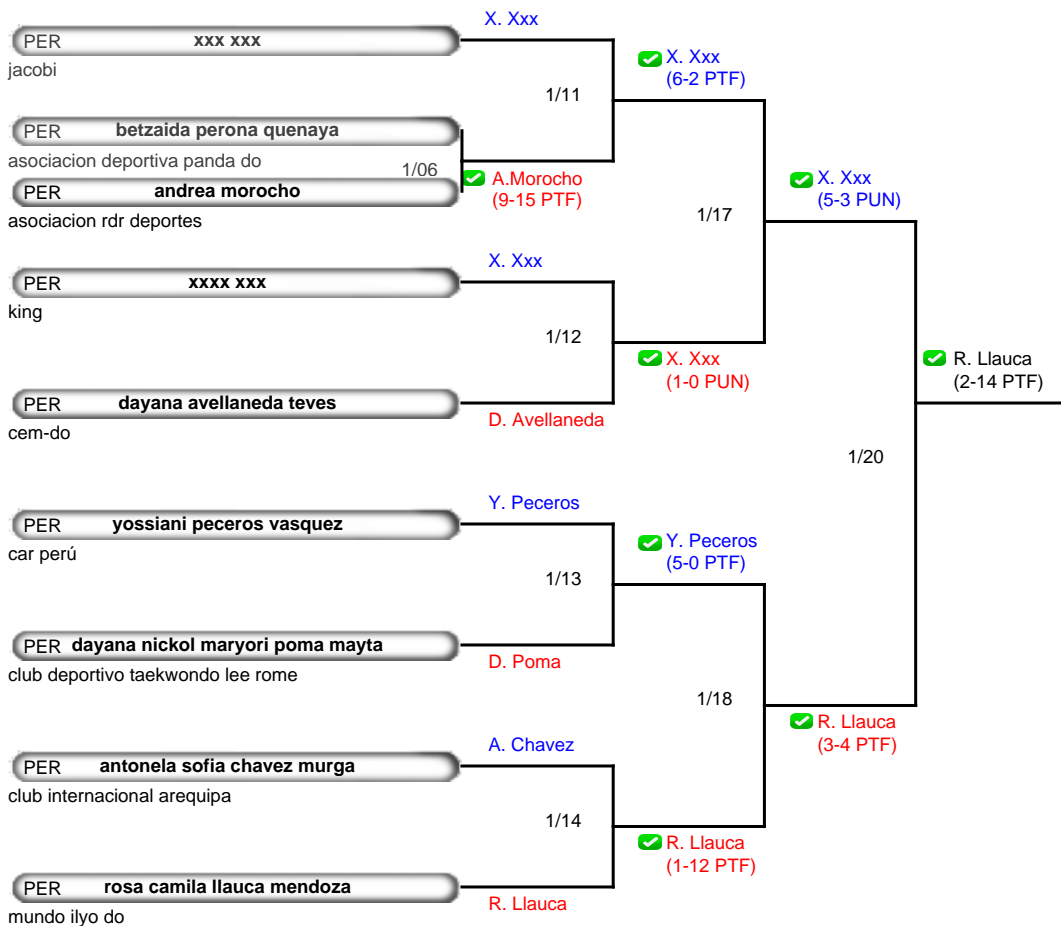 X. Xxx
PER xxx xxx
jacobi
X. Xxx
(6-2 PTF)
1/11
PER betzaida perona quenaya
asociacion deportiva panda do
1/06
A.Morocho
(9-15 PTF)
PER andrea morocho
asociacion rdr deportes
X. Xxx
(5-3 PUN)
1/17
X. Xxx
PER xxxx xxx
king
1/12
X. Xxx
(1-0 PUN)
R. Llauca
(2-14 PTF)
PER dayana avellaneda teves
cem-do
D. Avellaneda
1/20
Y. Peceros
PER yossiani peceros vasquez
car perú
Y. Peceros
(5-0 PTF)
1/13
PER dayana nickol maryori poma mayta
club deportivo taekwondo lee rome
D. Poma
1/18
R. Llauca
(3-4 PTF)
A. Chavez
PER antonela sofia chavez murga
club internacional arequipa
1/14
R. Llauca
(1-12 PTF)
PER rosa camila llauca mendoza
mundo ilyo do
R. Llauca